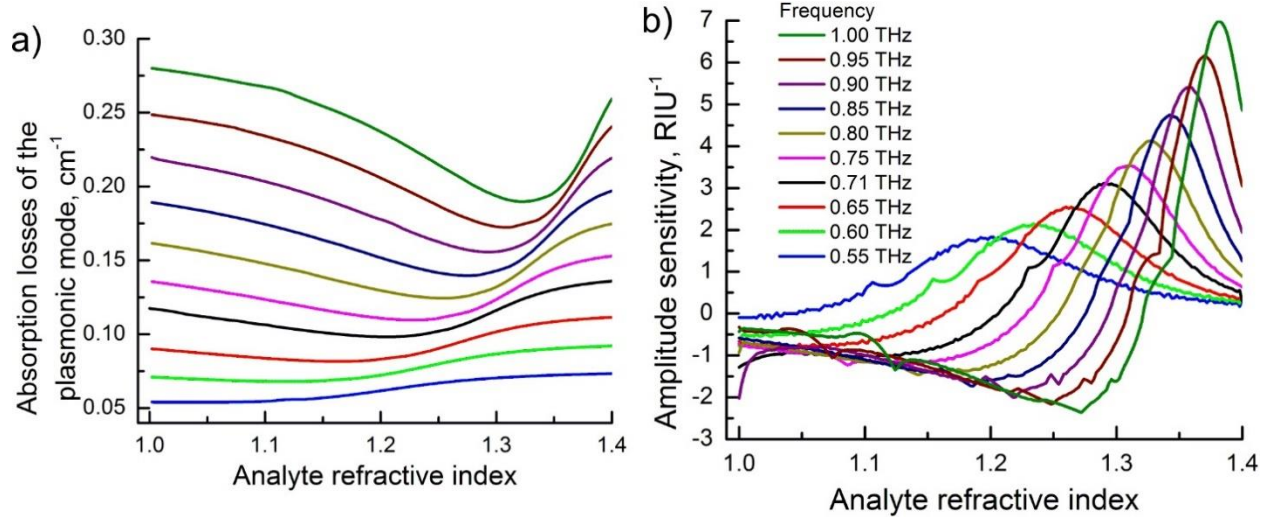 a)
0.30
0.25
0.20
0.15
0.10
0.05
1.0
1.1
1.2
1.3
1.4
Absorption losses of the
plasmonic mode, cm-1
Analyte refractive index
b)
7
6
5
4
3
2
1
0
-1
-2
-3
1.0
1.1
1.2
1.3
1.4
Amplitude sensitivity, RIU-1
Analyte refractive index
Frequency
1.00 THz
0.95 THz
0.90 THz
0.85 THz
0.80 THz
0.75 THz
0.71 THz
0.65 THz
0.60 THz
0.55 THz